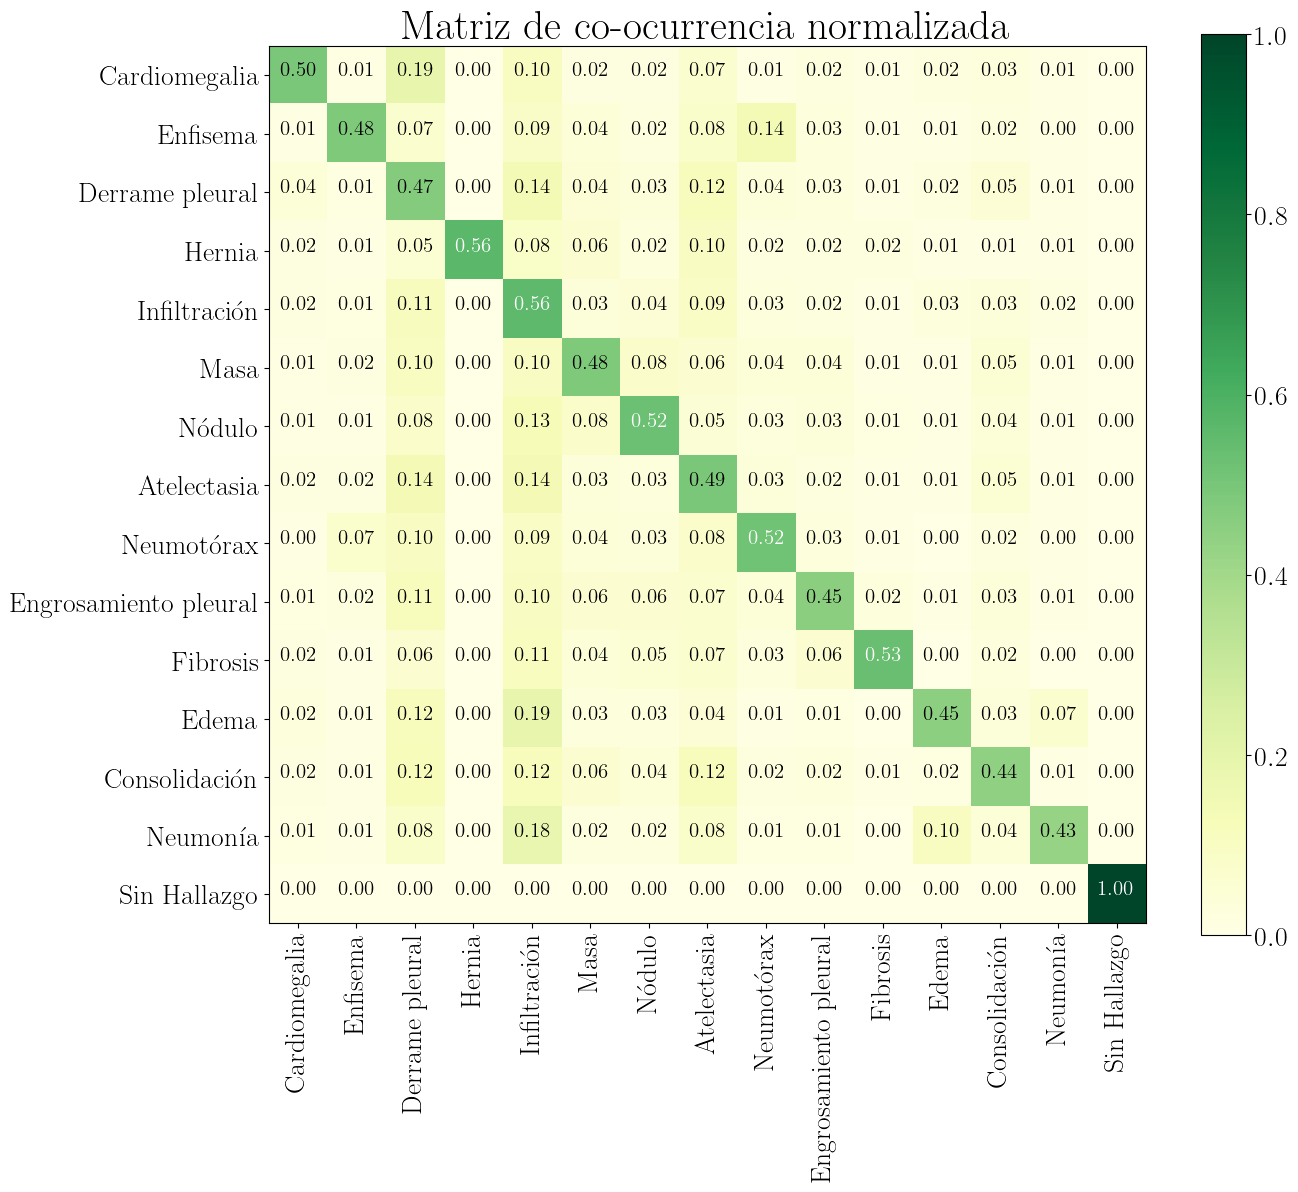 Matriz de co-ocurrencia normalizada
Cardiomegalia 0.50 0.01 0.19 0.00 0.10 0.02 0.02 0.07 0.01 0.02 0.01 0.02 0.03 0.01 0.00
Enfisema 0.01 0.48 0.07 0.00 0.09 0.04 0.02 0.08 0.14 0.03 0.01 0.01 0.02 0.00 0.00
Derrame pleural 0.04 0.01 0.47 0.00 0.14 0.04 0.03 0.12 0.04 0.03 0.01 0.02 0.05 0.01 0.00
Hernia 0.02 0.01 0.05 0.56 0.08 0.06 0.02 0.10 0.02 0.02 0.02 0.01 0.01 0.01 0.00
Infiltración 0.02 0.01 0.11 0.00 0.56 0.03 0.04 0.09 0.03 0.02 0.01 0.03 0.03 0.02 0.00
Masa 0.01 0.02 0.10 0.00 0.10 0.48 0.08 0.06 0.04 0.04 0.01 0.01 0.05 0.01 0.00
Nódulo 0.01 0.01 0.08 0.00 0.13 0.08 0.52 0.05 0.03 0.03 0.01 0.01 0.04 0.01 0.00
Atelectasia 0.02 0.02 0.14 0.00 0.14 0.03 0.03 0.49 0.03 0.02 0.01 0.01 0.05 0.01 0.00
Neumotórax 0.00 0.07 0.10 0.00 0.09 0.04 0.03 0.08 0.52 0.03 0.01 0.00 0.02 0.00 0.00
Engrosamiento pleural 0.01 0.02 0.11 0.00 0.10 0.06 0.06 0.07 0.04 0.45 0.02 0.01 0.03 0.01 0.00
Fibrosis 0.02 0.01 0.06 0.00 0.11 0.04 0.05 0.07 0.03 0.06 0.53 0.00 0.02 0.00 0.00
Edema 0.02 0.01 0.12 0.00 0.19 0.03 0.03 0.04 0.01 0.01 0.00 0.45 0.03 0.07 0.00
Consolidación 0.02 0.01 0.12 0.00 0.12 0.06 0.04 0.12 0.02 0.02 0.01 0.02 0.44 0.01 0.00
Neumonía 0.01 0.01 0.08 0.00 0.18 0.02 0.02 0.08 0.01 0.01 0.00 0.10 0.04 0.43 0.00
Sin Hallazgo 0.00 0.00 0.00 0.00 0.00 0.00 0.00 0.00 0.00 0.00 0.00 0.00 0.00 0.00 1.00
Cardiomegalia
Enfisema
Derrame pleural
Hernia
Infiltración
Masa
Nódulo
Atelectasia
Neumotórax
Engrosamiento pleural
Fibrosis
Edema
Consolidación
Neumonía
Sin Hallazgo
1.0
0.8
0.6
0.4
0.2
0.0